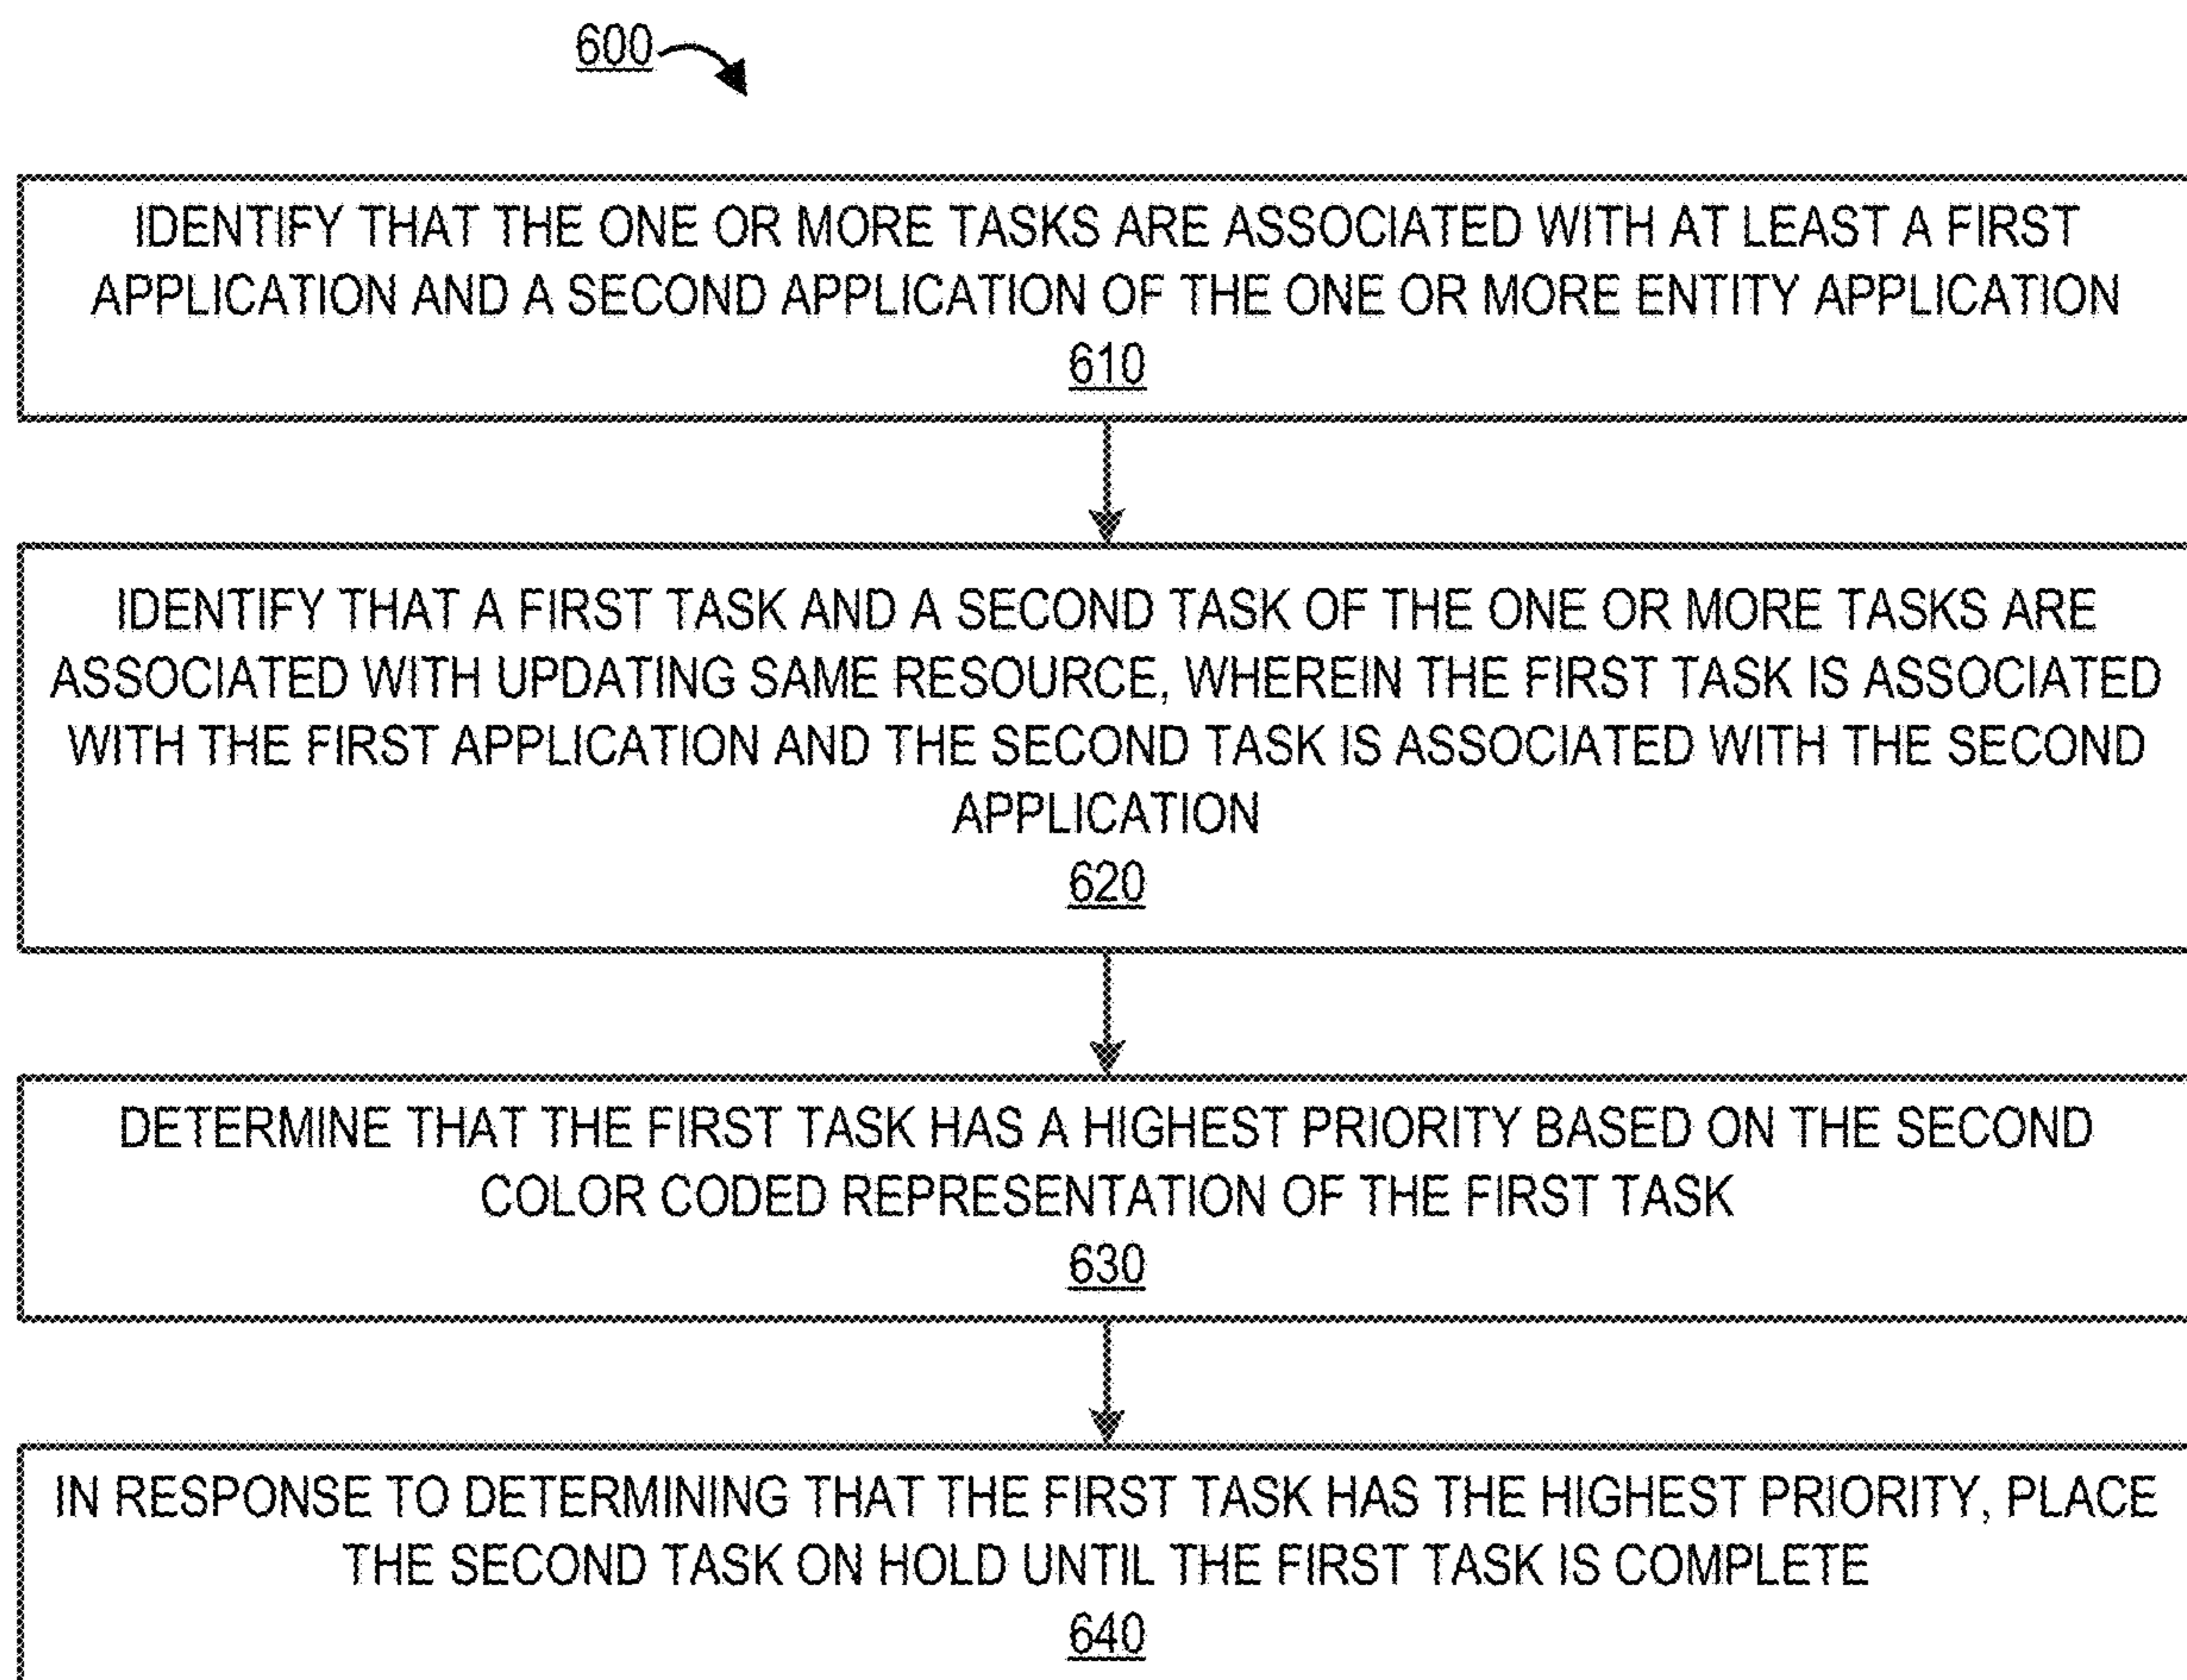 600
IDENTIFY THAT THE ONE OR MORE TASKS ARE ASSOCIATED WITH AT LEAST A FIRST
APPLICATION AND A SECOND APPLICATION OF THE ONE OR MORE ENTITY APPLICATION
610
IDENTIFY THAT A FIRST TASK AND A SECOND TASK OF THE ONE OR MORE TASKS ARE
ASSOCIATED WITH UPDATING SAME RESOURCE, WHEREIN THE FIRST TASK IS ASSOCIATED
WITH THE FIRST APPLICATION AND THE SECOND TASK IS ASSOCIATED WITH THE SECOND
APPLICATION
620
DETERMINE THAT THE FIRST TASK HAS A HIGHEST PRIORITY BASED ON THE SECOND
COLOR CODED REPRESENTATION OF THE FIRST TASK
630
IN RESPONSE TO DETERMINING THAT THE FIRST TASK HAS THE HIGHEST PRIORITY, PLACE
THE SECOND TASK ON HOLD UNTIL THE FIRST TASK IS COMPLETE
640